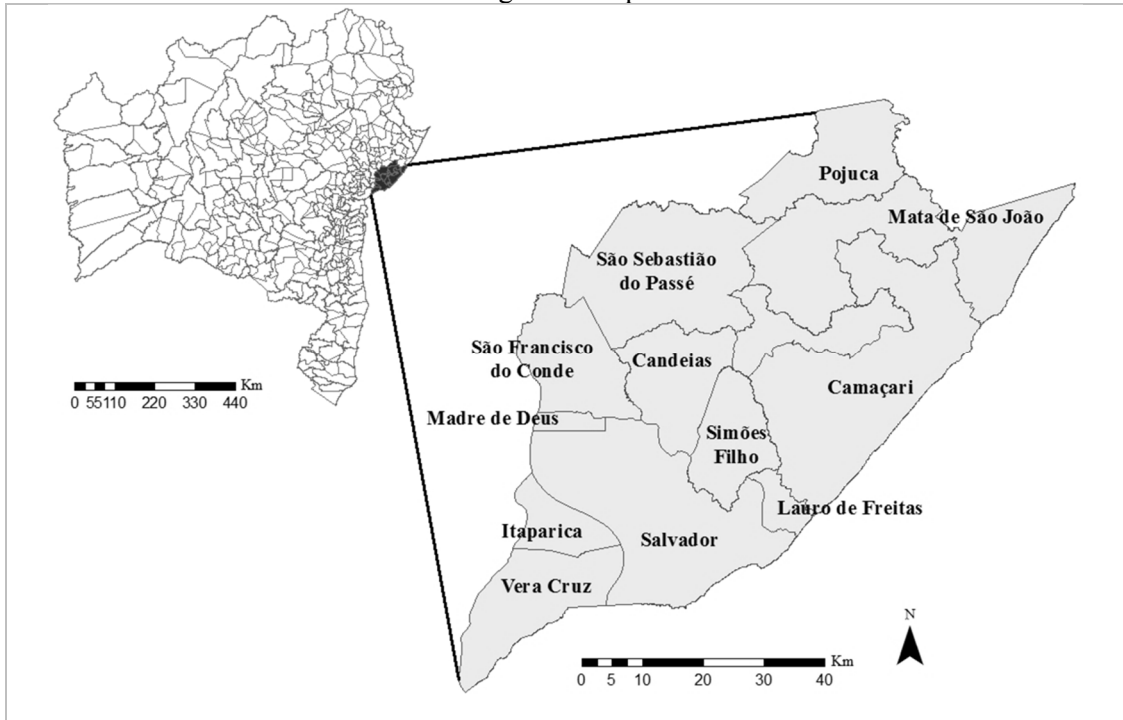 Pojuca
Mata de São João
São Sebastião
do Passé
São Francisco
do Conde
Candeias
Camaçari
Madre de Deus
Simões
Filho
Lauro de Freitas
Itaparica
Salvador
Vera Cruz
Km
0 55110 220 330 440
N
Km
0 5 10 20 30 40